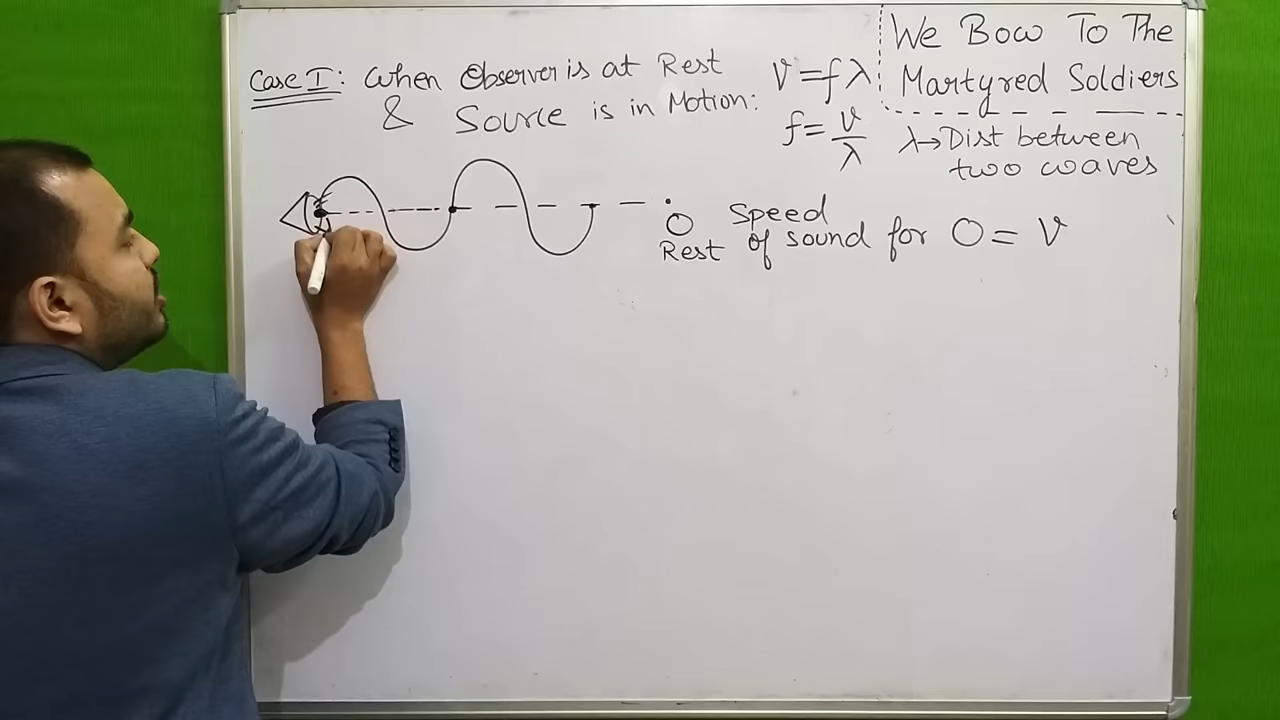 We Bow To The
Martyred Soldiers
Case I: When Observer is at Rest
& Source is in Motion:
v = fλ
f = v/λ
λ→Dist between
two waves
O
Rest
Speed
of sound for O = v